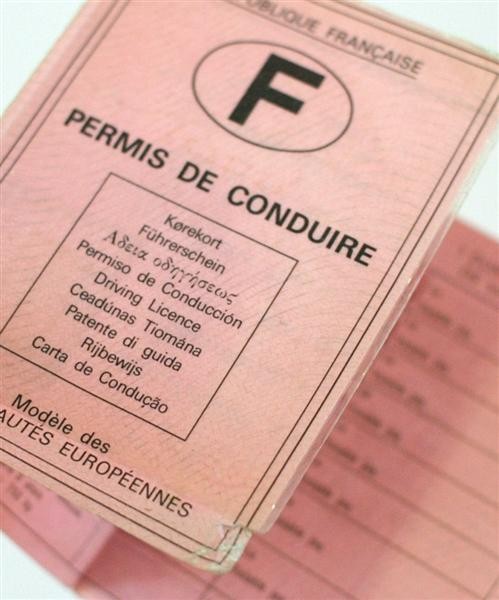 PUBLIQUE FRANÇAISE
F
PERMIS DE CONDUIRE
Kørekort
Führerschein
Αδεια οδηγήσεως
Permiso de Conducción
Driving Licence
Ceadúnas Tiomána
Patente di guida
Rijbewijs
Carta de Condução
Modèle des
AUTÉS EUROPÉENNES